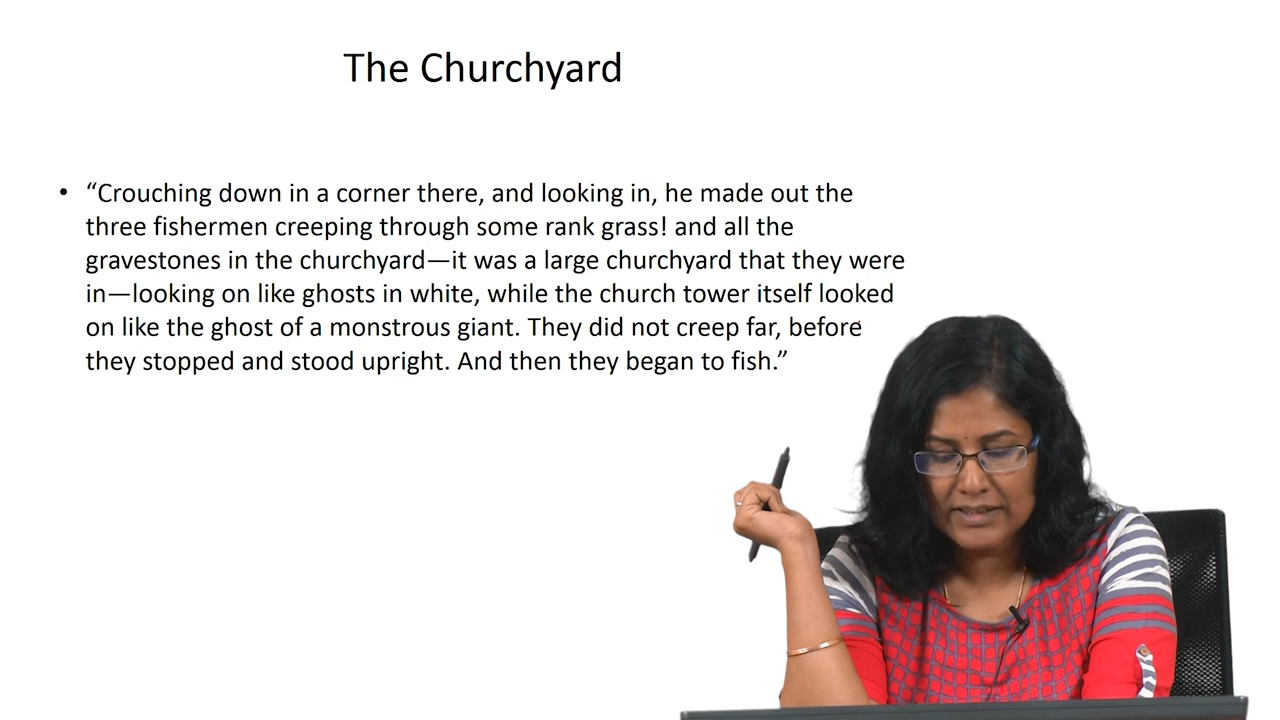 The Churchyard
• “Crouching down in a corner there, and looking in, he made out the
three fishermen creeping through some rank grass! and all the
gravestones in the churchyard—it was a large churchyard that they were
in—looking on like ghosts in white, while the church tower itself looked
on like the ghost of a monstrous giant. They did not creep far, before
they stopped and stood upright. And then they began to fish.”